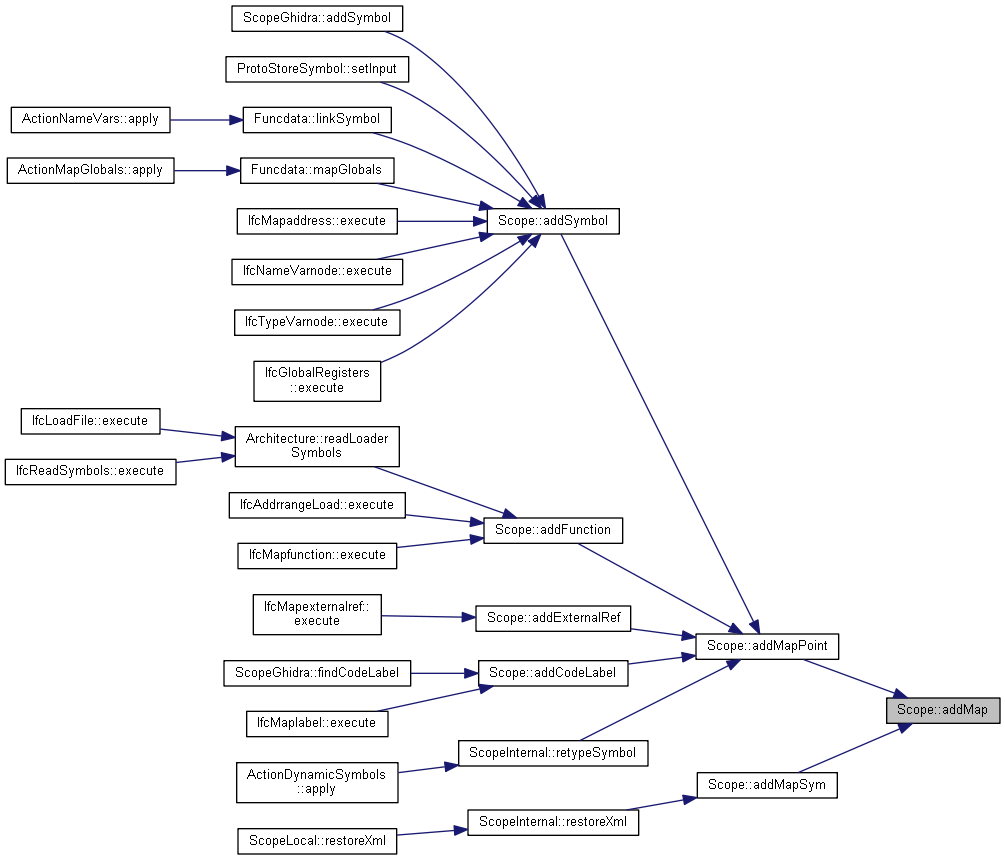 ScopeGhidra::addSymbol
ProtoStoreSymbol::setInput
ActionNameVars::apply
Funcdata::linkSymbol
ActionMapGlobals::apply
Funcdata::mapGlobals
IfcMapaddress::execute
Scope::addSymbol
IfcNameVarnode::execute
IfcTypeVarnode::execute
IfcGlobalRegisters
::execute
IfcLoadFile::execute
Architecture::readLoader
Symbols
IfcReadSymbols::execute
IfcAddrrangeLoad::execute
Scope::addFunction
IfcMapfunction::execute
IfcMapexternalref::
execute
Scope::addExternalRef
Scope::addMapPoint
ScopeGhidra::findCodeLabel
Scope::addCodeLabel
Scope::addMap
IfcMaplabel::execute
ScopeInternal::retypeSymbol
ActionDynamicSymbols
::apply
Scope::addMapSym
ScopeInternal::restoreXml
ScopeLocal::restoreXml